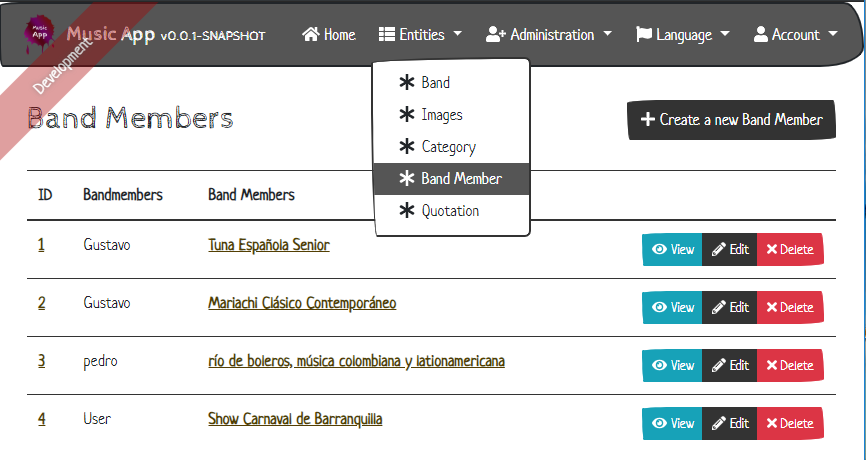 Music App
Music App v0.0.1-SNAPSHOT Home Entities Administration Language Account
Development
Band
Images
Category
Band Member
Quotation
Band Members
Create a new Band Member
ID Bandmembers Band Members
1 Gustavo Tuna Española Senior View Edit Delete
2 Gustavo Mariachi Clásico Contemporáneo View Edit Delete
3 pedro río de boleros, música colombiana y lationamericana View Edit Delete
4 User Show Carnaval de Barranquilla View Edit Delete